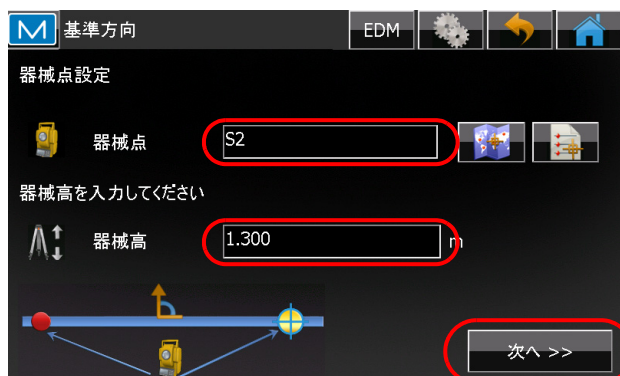 M 基準方向 EDM
器械点設定
器械点 S2
器械高を入力してください
器械高 1.300 m
次へ >>